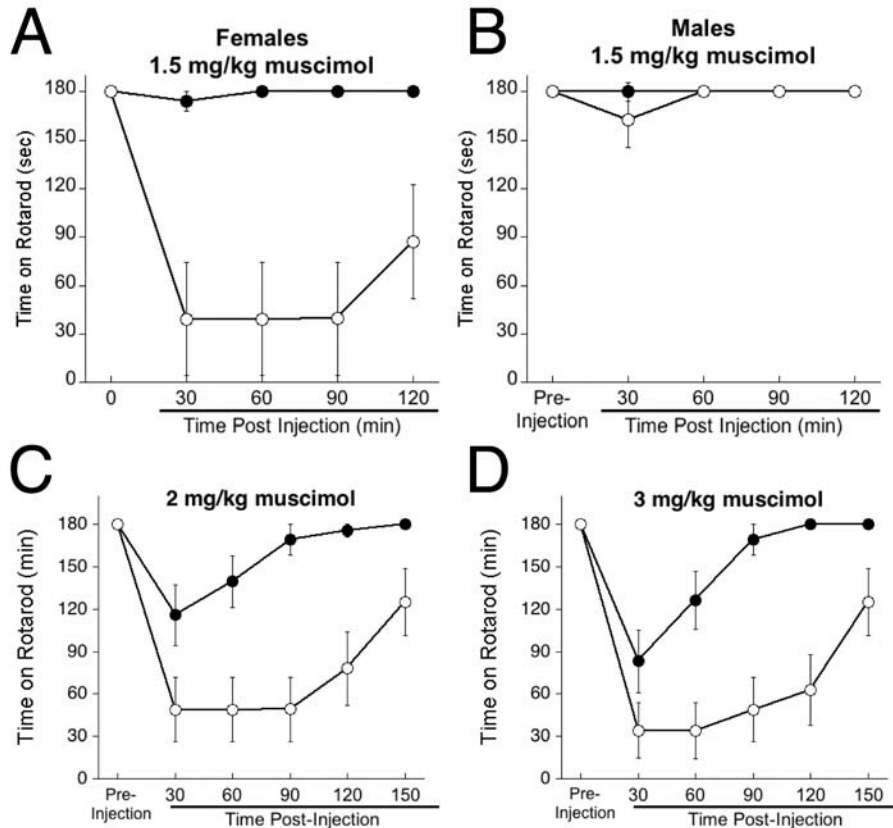 A
Females
1.5 mg/kg muscimol
Time on Rotarod (sec)
180
150
120
90
60
30
0
0 30 60 90 120
Time Post Injection (min)
B
Males
1.5 mg/kg muscimol
Time on Rotarod (sec)
180
150
120
90
60
30
0
Pre-
Injection
30 60 90 120
Time Post Injection (min)
C
2 mg/kg muscimol
Time on Rotarod (min)
180
150
120
90
60
30
0
Pre-
Injection
30 60 90 120 150
Time Post-Injection
D
3 mg/kg muscimol
Time on Rotarod (min)
180
150
120
90
60
30
0
Pre-
Injection
30 60 90 120 150
Time Post-Injection